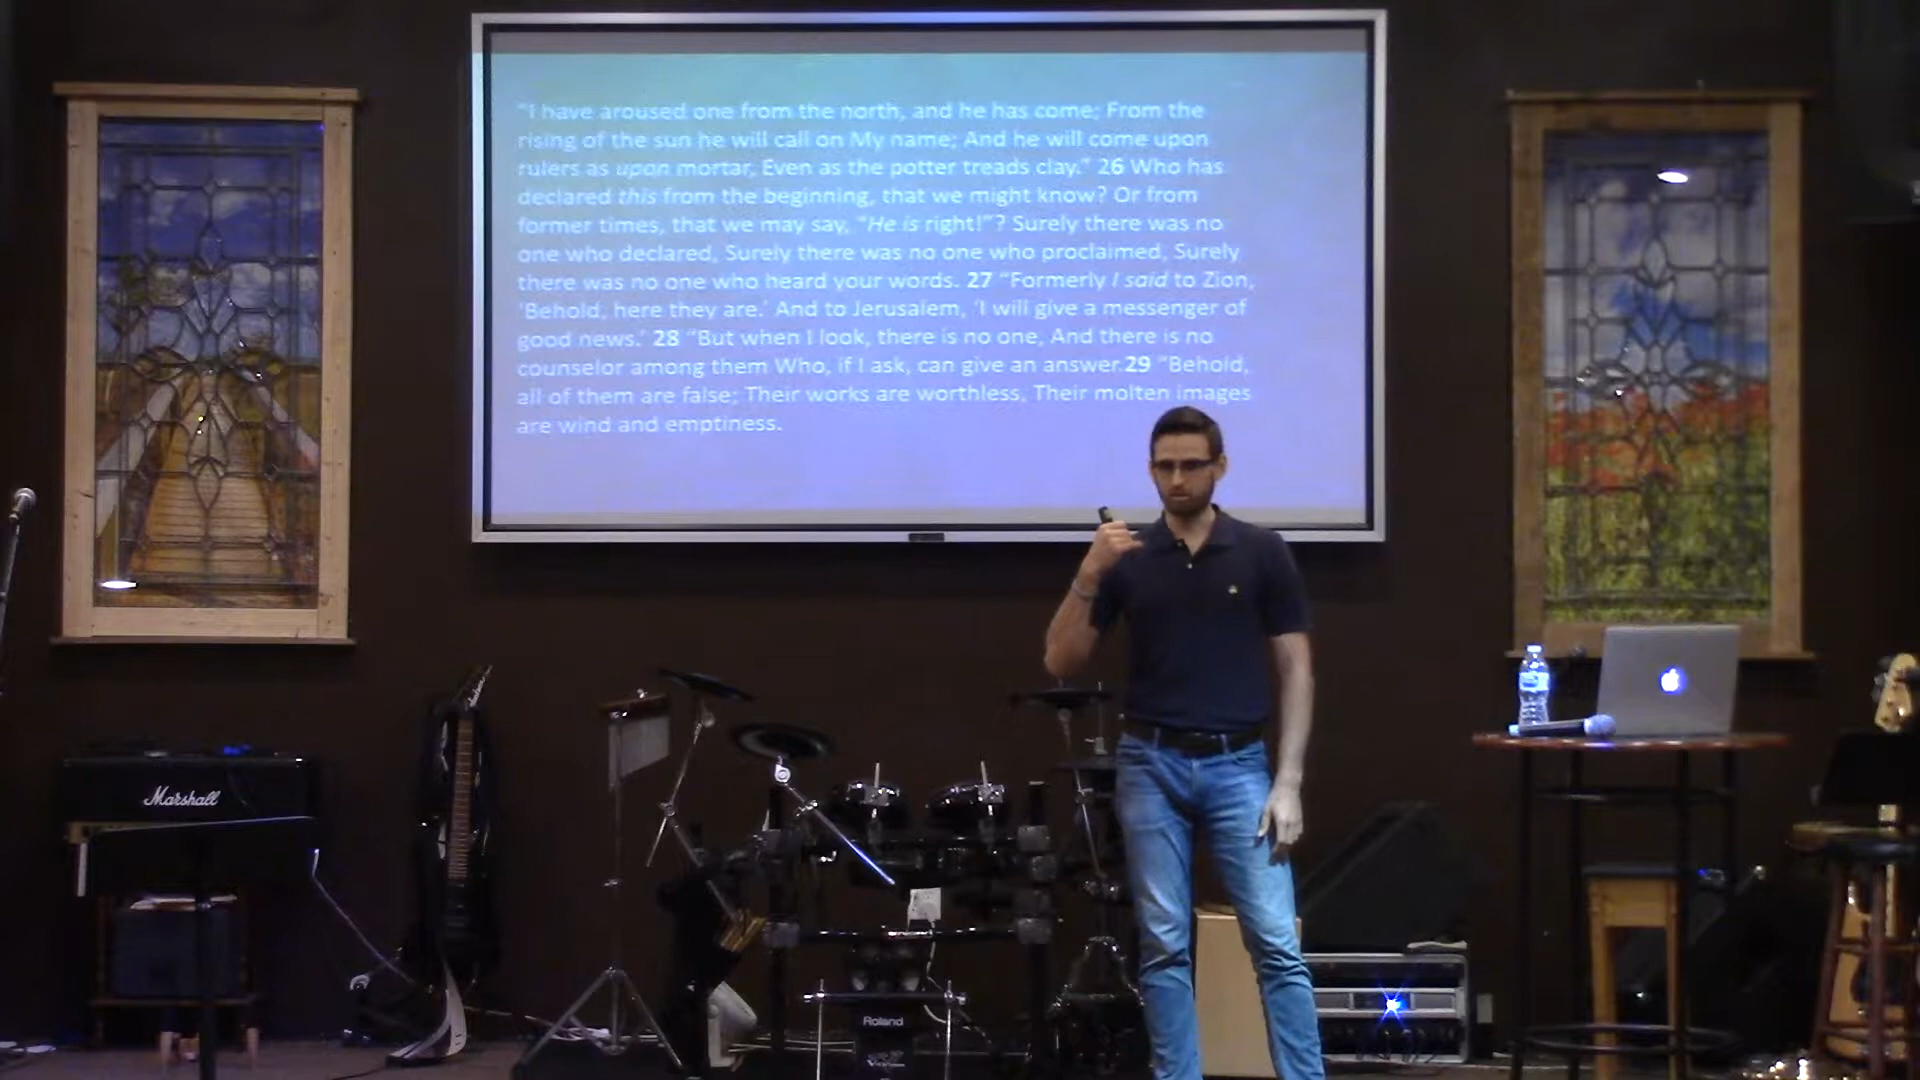 "I have aroused one from the north, and he has come; From the
rising of the sun he will call on My name; And he will come upon
rulers as upon mortar, Even as the potter treads clay." 26 Who has
declared this from the beginning, that we might know? Or from
former times, that we may say, "He is right!"? Surely there was no
one who declared, Surely there was no one who proclaimed, Surely
there was no one who heard your words. 27 "Formerly I said to Zion,
'Behold, here they are.' And to Jerusalem, 'I will give a messenger of
good news.' 28 "But when I look, there is no one, And there is no
counselor among them Who, if I ask, can give an answer.29 "Behold,
all of them are false; Their works are worthless, Their molten images
are wind and emptiness.
Marshall
Roland